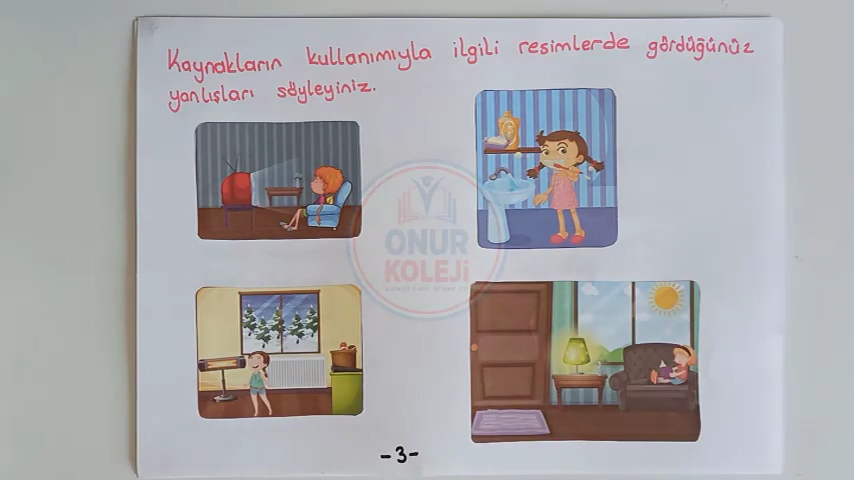 Kaynakların kullanımıyla ilgili resimlerde gördüğünüz
yanlışları söyleyiniz.
ONUR
KOLEJİ
-3-